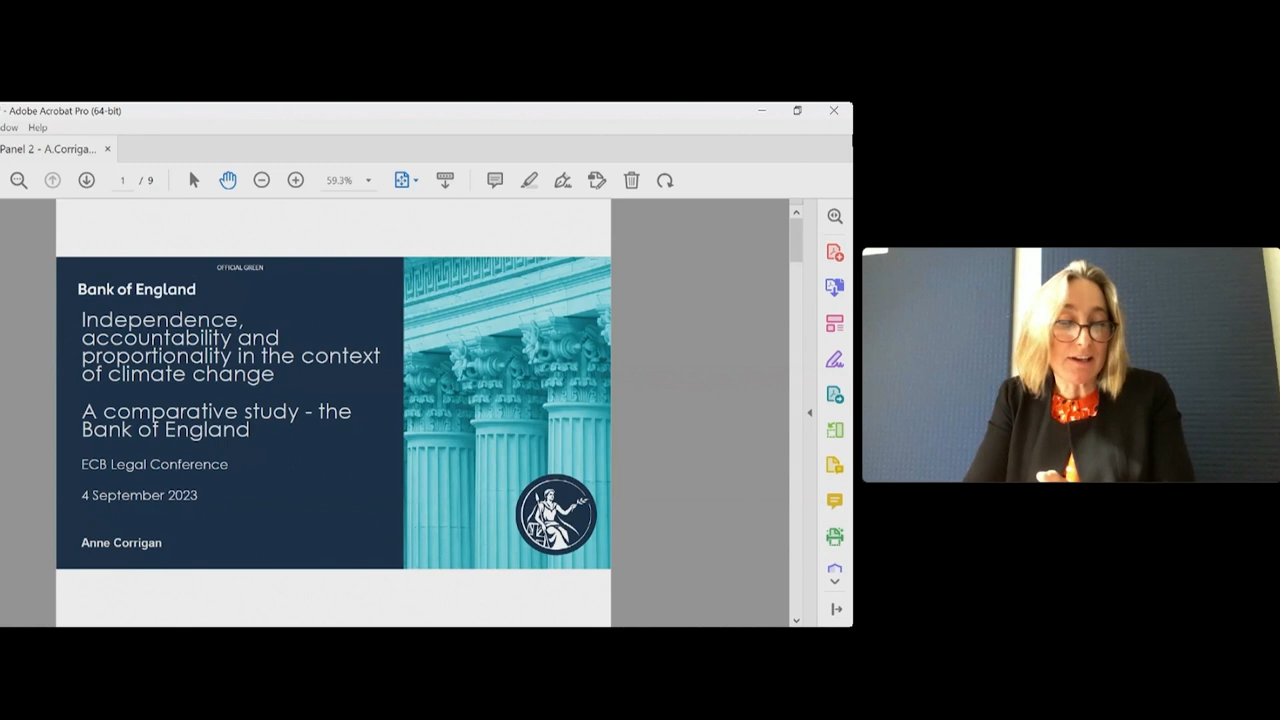 - Adobe Acrobat Pro (64-bit)
dow Help
Panel 2 - A.Corriga...
1 / 9
59.3%
OFFICIAL GREEN
Bank of England
Independence,
accountability and
proportionality in the context
of climate change
A comparative study - the
Bank of England
ECB Legal Conference
4 September 2023
Anne Corrigan